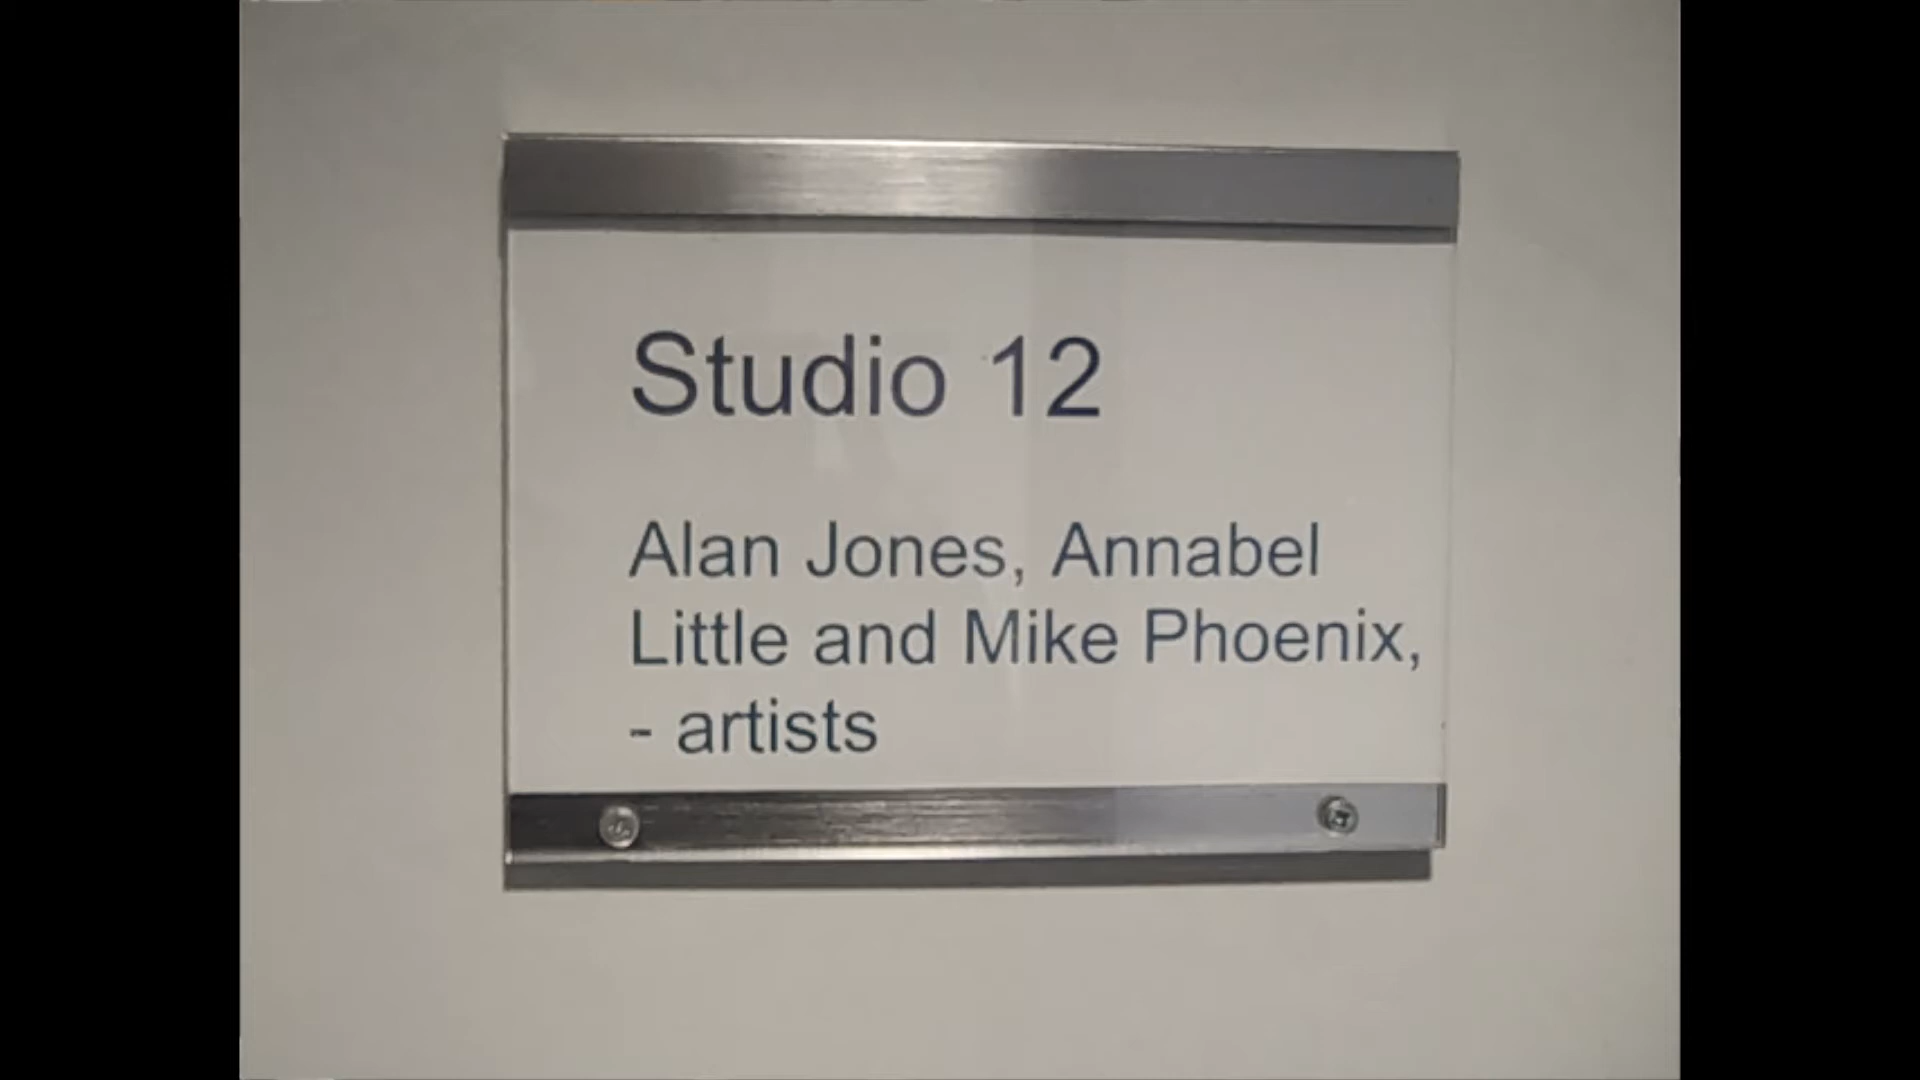 Studio 12
Alan Jones, Annabel
Little and Mike Phoenix,
- artists